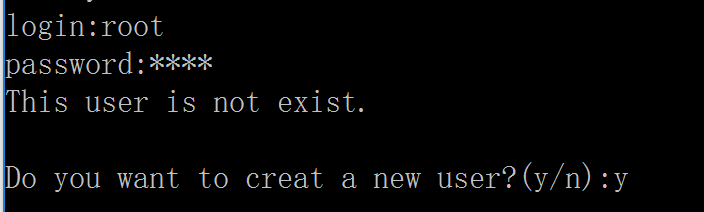 login:root
password:****
This user is not exist.
Do you want to creat a new user?(y/n):y